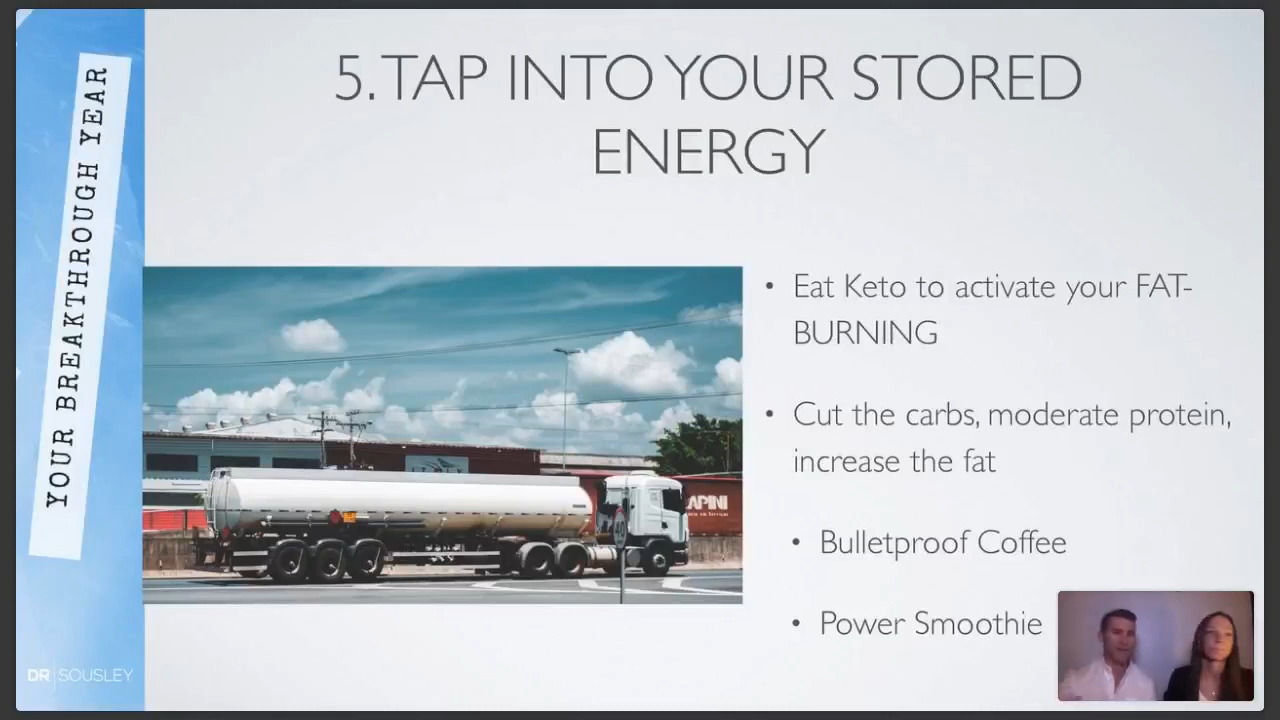 YOUR BREAKTHROUGH YEAR
5. TAP INTO YOUR STORED
ENERGY
• Eat Keto to activate your FAT-
BURNING
• Cut the carbs, moderate protein,
increase the fat
• Bulletproof Coffee
• Power Smoothie
DR SOUSLEY